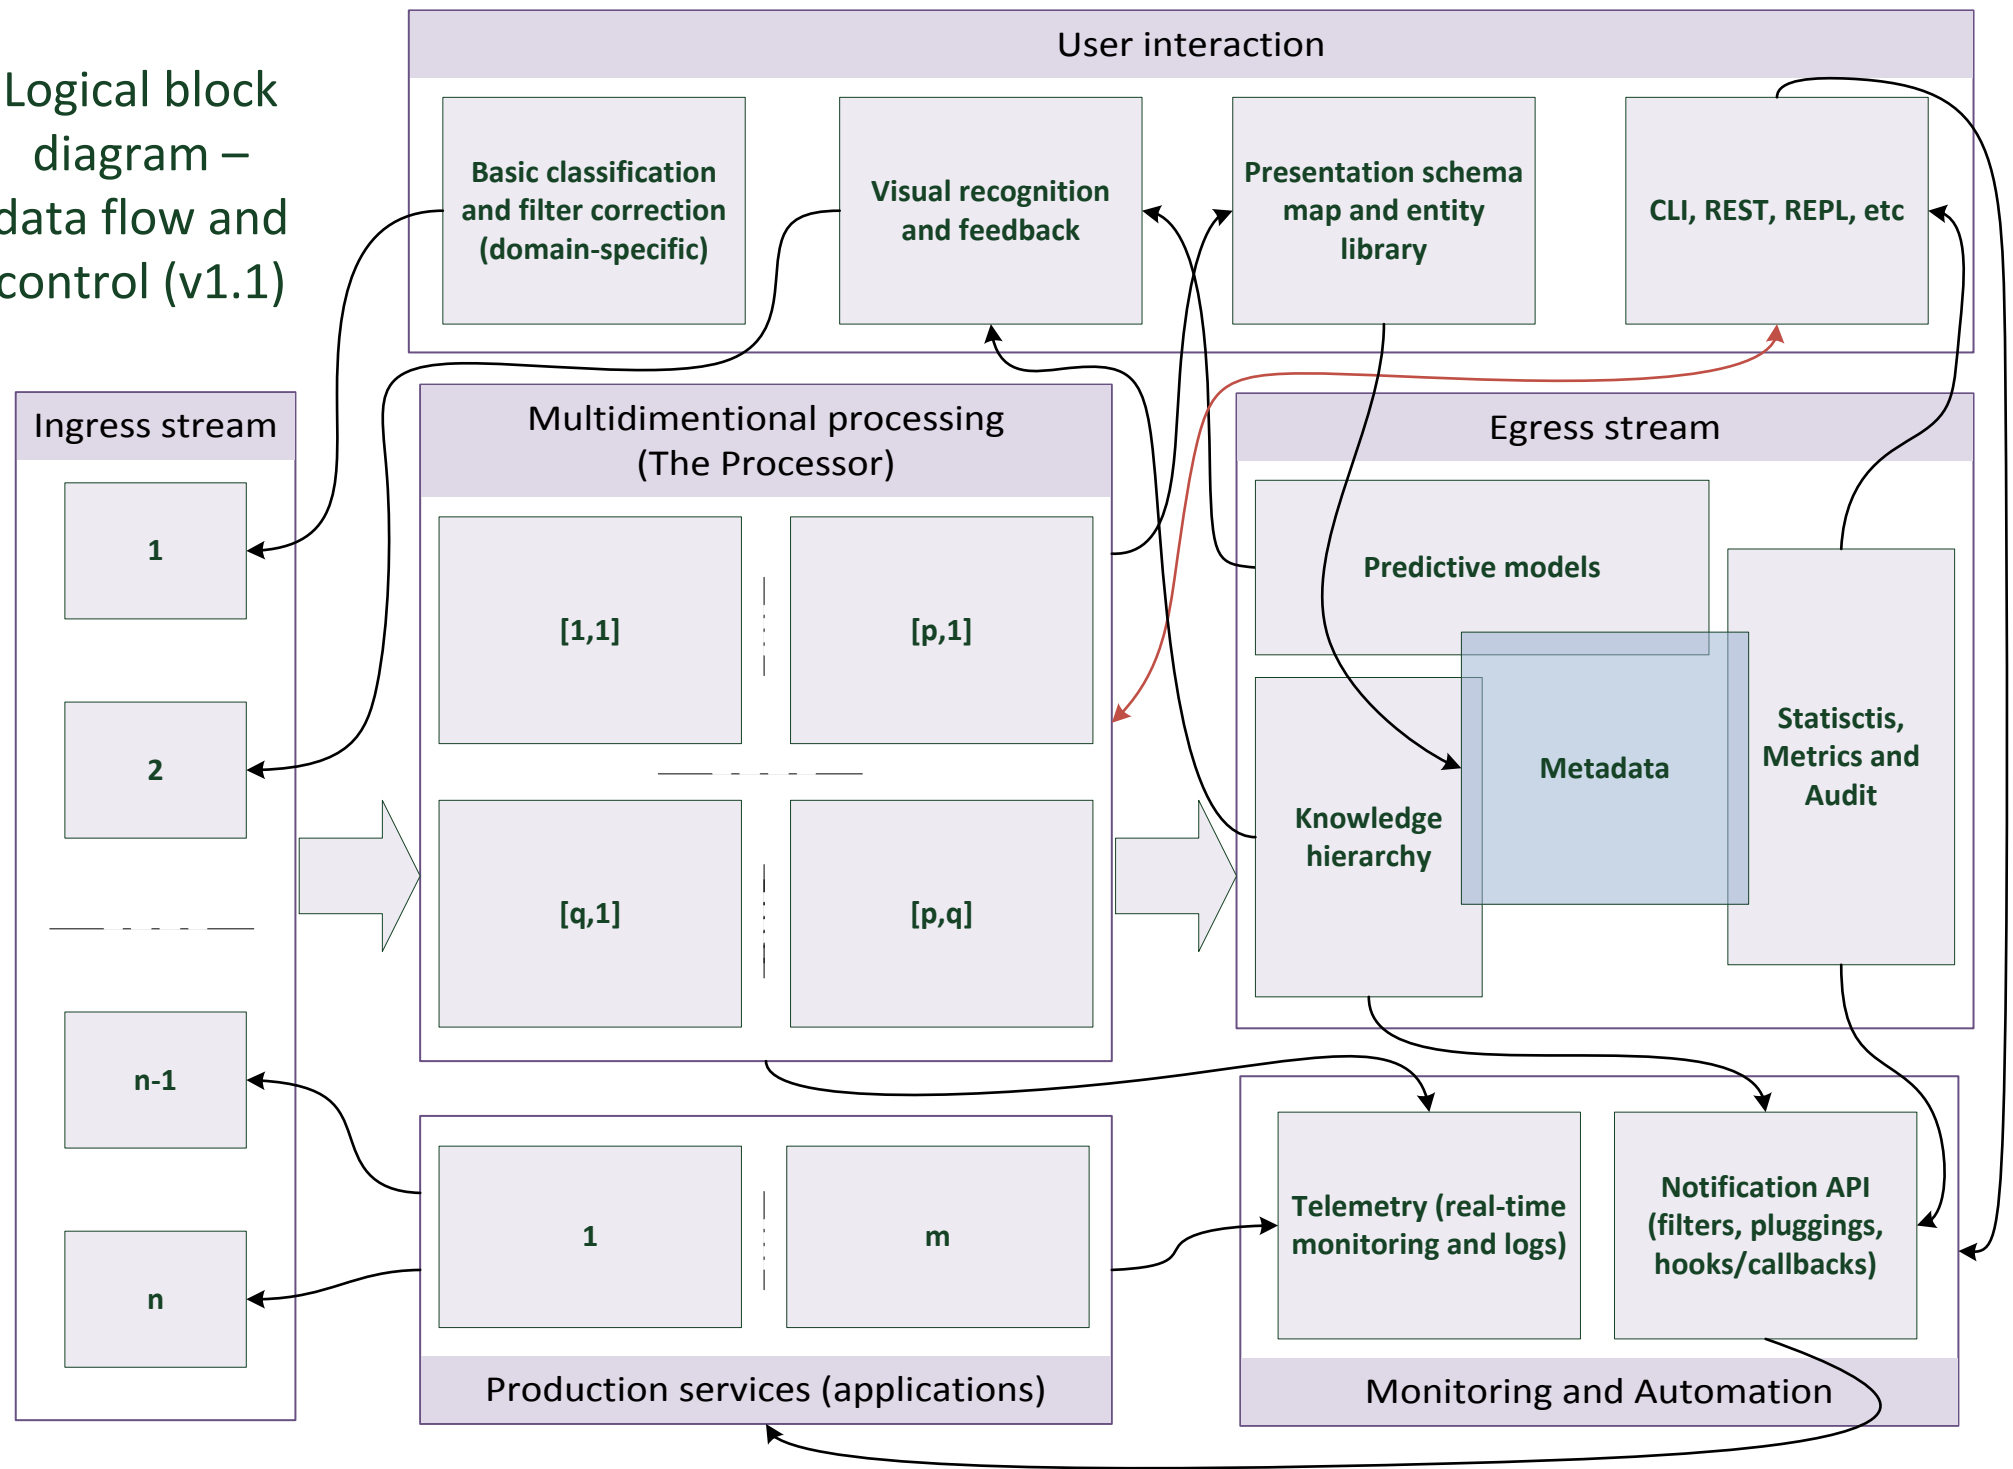 Logical block
diagram –
data flow and
control (v1.1)
User interaction
Basic classification
and filter correction
(domain-specific)
Visual recognition
and feedback
Presentation schema
map and entity
library
CLI, REST, REPL, etc
Ingress stream
1
2
n-1
n
Multidimentional processing
(The Processor)
[1,1]
[p,1]
[q,1]
[p,q]
Egress stream
Predictive models
Metadata
Knowledge
hierarchy
Statisctis,
Metrics and
Audit
1
m
Production services (applications)
Telemetry (real-time
monitoring and logs)
Notification API
(filters, pluggings,
hooks/callbacks)
Monitoring and Automation